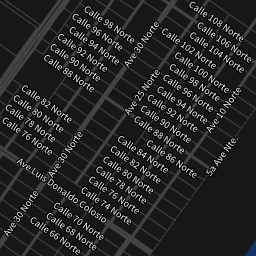 Calle 108 Norte
Calle 106 Norte
Calle 104 Norte
Calle 102 Norte
Calle 100 Norte
Calle 98 Norte
Calle 96 Norte
Calle 94 Norte
Calle 92 Norte
Calle 90 Norte
Calle 88 Norte
Calle 86 Norte
Calle 84 Norte
Calle 82 Norte
Calle 80 Norte
Calle 78 Norte
Calle 76 Norte
Calle 74 Norte
Calle 98 Norte
Calle 96 Norte
Calle 94 Norte
Calle 92 Norte
Calle 90 Norte
Calle 88 Norte
Ave 30 Norte
Ave 25 Norte
Ave 10 Norte
5a Ave Nte.
Calle 82 Norte
Calle 80 Norte
Calle 78 Norte
Calle 76 Norte
Ave 30 Norte
Ave Luis Donaldo Colosio
Ave 30 Norte
Calle 70 Norte
Calle 68 Norte
Calle 66 Norte